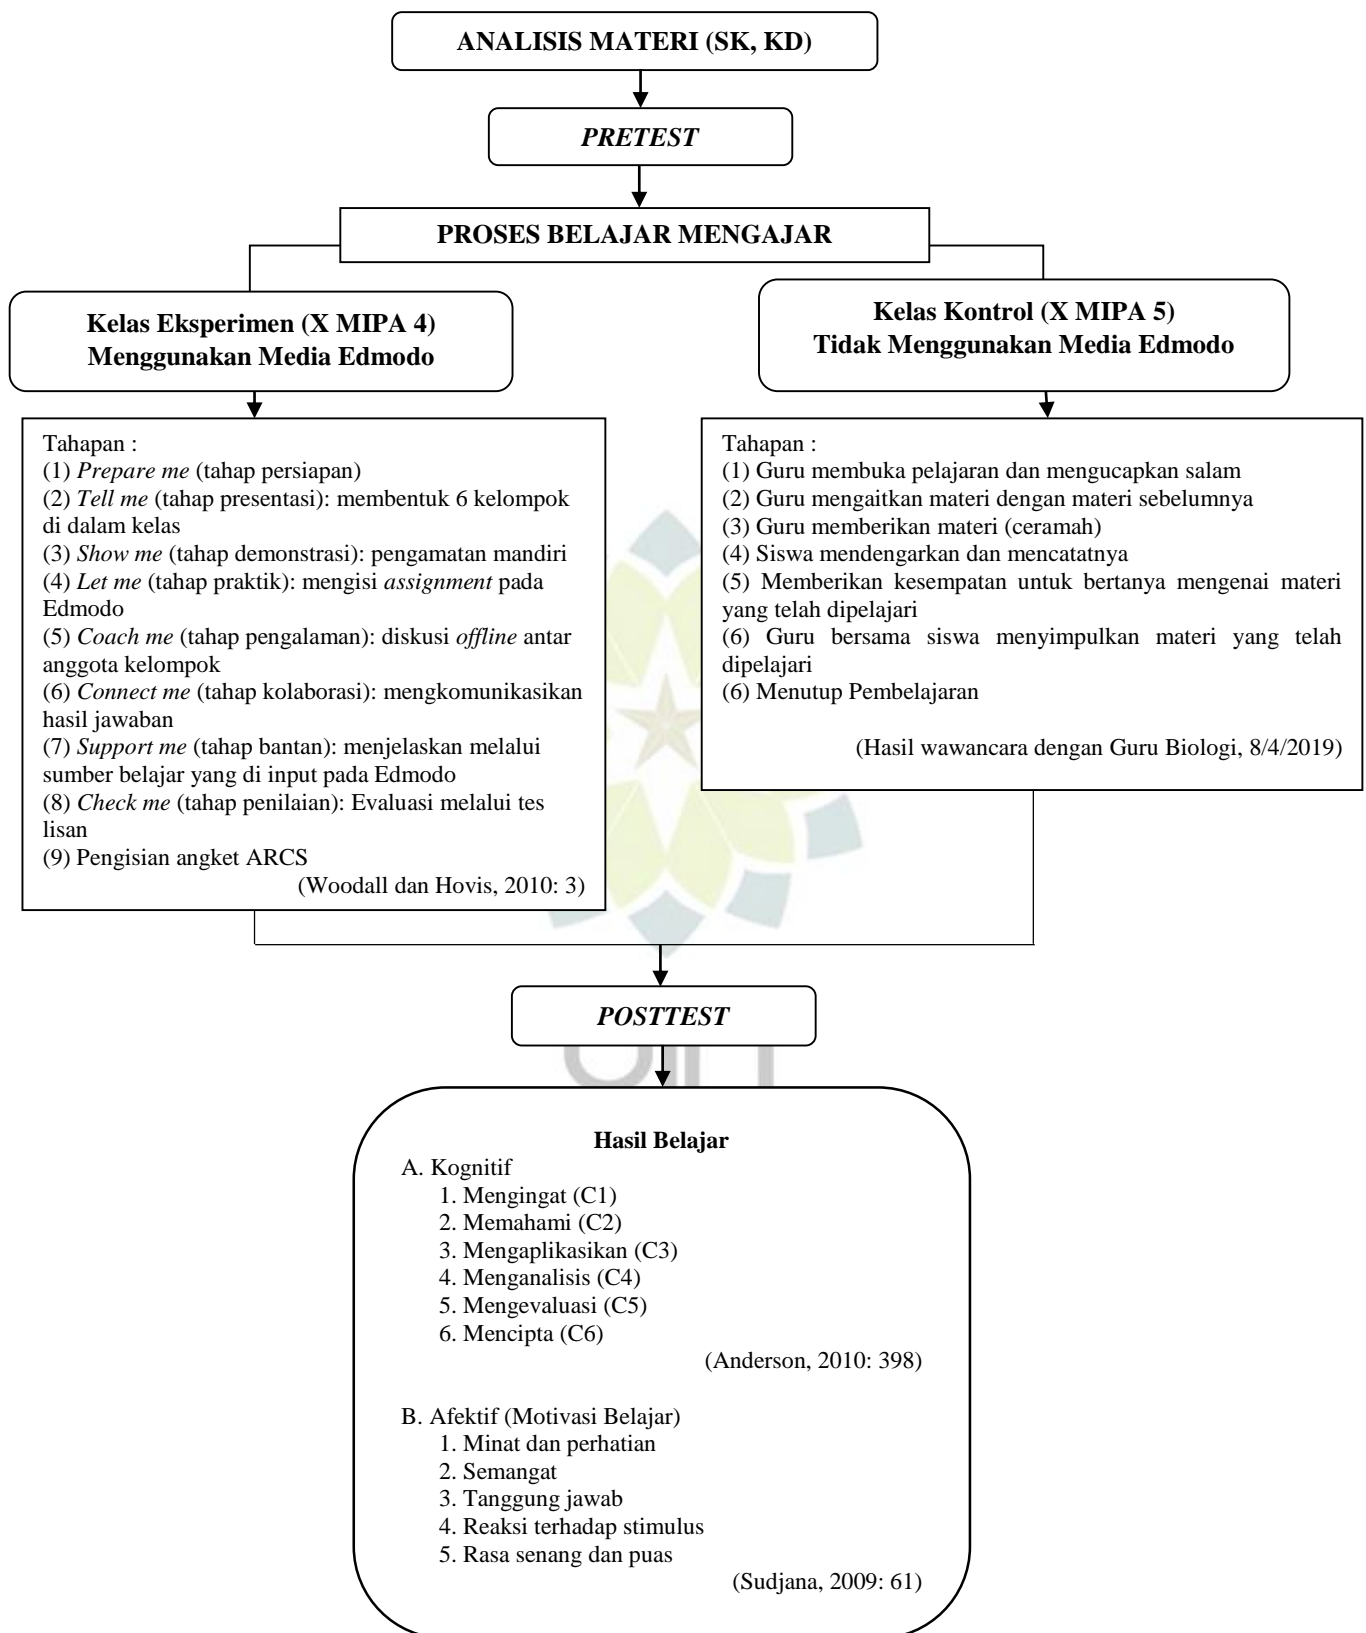 ANALISIS MATERI (SK, KD)
PRETEST
PROSES BELAJAR MENGAJAR
Kelas Eksperimen (X MIPA 4)
Menggunakan Media Edmodo
Kelas Kontrol (X MIPA 5)
Tidak Menggunakan Media Edmodo
Tahapan :
(1) Prepare me (tahap persiapan)
(2) Tell me (tahap presentasi): membentuk 6 kelompok
di dalam kelas
(3) Show me (tahap demonstrasi): pengamatan mandiri
(4) Let me (tahap praktik): mengisi assignment pada
Edmodo
(5) Coach me (tahap pengalaman): diskusi offline antar
anggota kelompok
(6) Connect me (tahap kolaborasi): mengkomunikasikan
hasil jawaban
(7) Support me (tahap bantan): menjelaskan melalui
sumber belajar yang di input pada Edmodo
(8) Check me (tahap penilaian): Evaluasi melalui tes
lisan
(9) Pengisian angket ARCS
(Woodall dan Hovis, 2010: 3)
Tahapan :
(1) Guru membuka pelajaran dan mengucapkan salam
(2) Guru mengaitkan materi dengan materi sebelumnya
(3) Guru memberikan materi (ceramah)
(4) Siswa mendengarkan dan mencatatnya
(5) Memberikan kesempatan untuk bertanya mengenai materi
yang telah dipelajari
(6) Guru bersama siswa menyimpulkan materi yang telah
dipelajari
(6) Menutup Pembelajaran
(Hasil wawancara dengan Guru Biologi, 8/4/2019)
POSTTEST
uin
Hasil Belajar
A. Kognitif
1. Mengingat (C1)
2. Memahami (C2)
3. Mengaplikasikan (C3)
4. Menganalisis (C4)
5. Mengevaluasi (C5)
6. Mencipta (C6)
(Anderson, 2010: 398)
B. Afektif (Motivasi Belajar)
1. Minat dan perhatian
2. Semangat
3. Tanggung jawab
4. Reaksi terhadap stimulus
5. Rasa senang dan puas
(Sudjana, 2009: 61)